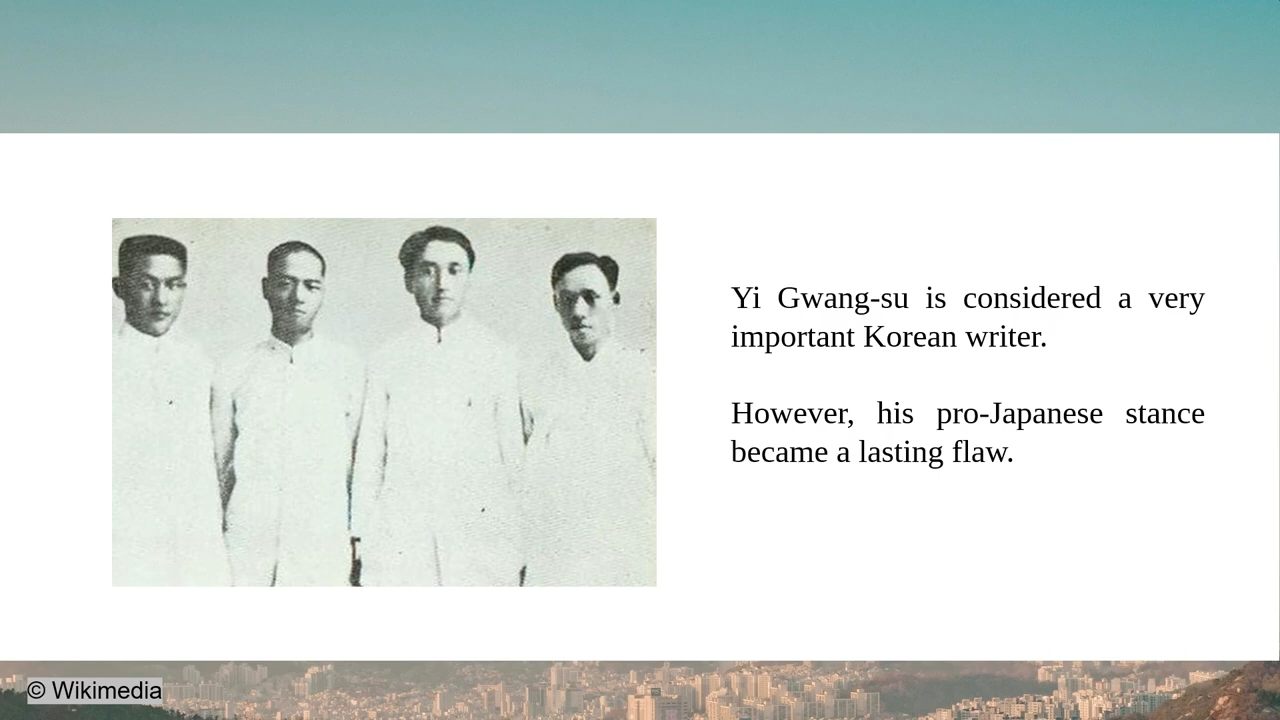 Yi Gwang-su is considered a very
important Korean writer.
However, his pro-Japanese stance
became a lasting flaw.
© Wikimedia